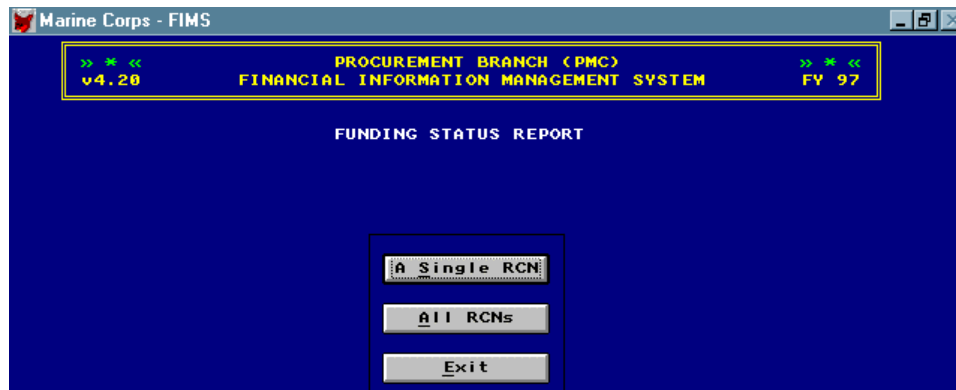 Marine Corps - FIMS
» * « PROCUREMENT BRANCH (PMC) » * «
v4.20 FINANCIAL INFORMATION MANAGEMENT SYSTEM FY 97
FUNDING STATUS REPORT
A Single RCN
All RCNs
Exit